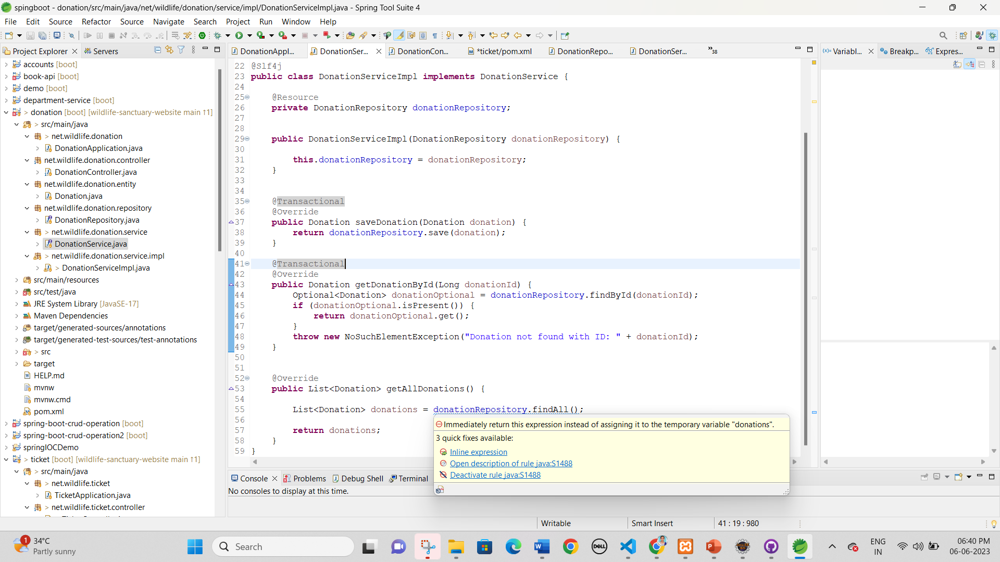 spingboot - donation/src/main/java/net/wildlife/donation/service/impl/DonationServiceImpl.java - Spring Tool Suite 4
File Edit Source Refactor Source Navigate Search Project Run Window Help
Project Explorer
Servers
accounts [boot]
book-api [boot]
demo [boot]
department-service [boot]
> donation [boot] [wildlife-sanctuary-website main ↑1]
> src/main/java
> net.wildlife.donation
DonationApplication.java
net.wildlife.donation.controller
DonationController.java
net.wildlife.donation.entity
Donation.java
net.wildlife.donation.repository
DonationRepository.java
> net.wildlife.donation.service
DonationService.java
> net.wildlife.donation.service.impl
> DonationServiceImpl.java
src/main/resources
src/test/java
JRE System Library [JavaSE-17]
Maven Dependencies
target/generated-sources/annotations
target/generated-test-sources/test-annotations
> src
target
HELP.md
mvnw
mvnw.cmd
pom.xml
spring-boot-crud-operation [boot]
spring-boot-crud-operation2 [boot]
springIOCDemo
> ticket [boot] [wildlife-sanctuary-website main ↑1]
> src/main/java
> net.wildlife.ticket
TicketApplication.java
> net.wildlife.ticket.controller
DonationAppl...
DonationSer...
DonationCon...
*ticket/pom.xml
DonationRepo...
DonationSer...
»38
22 @Slf4j
23 public class DonationServiceImpl implements DonationService {
24
25 @Resource
26 private DonationRepository donationRepository;
27
28
29 public DonationServiceImpl(DonationRepository donationRepository) {
30
31 this.donationRepository = donationRepository;
32 }
33
34
35 @Transactional
36 @Override
37 public Donation saveDonation(Donation donation) {
38 return donationRepository.save(donation);
39 }
40
41 @Transactional
42 @Override
43 public Donation getDonationById(Long donationId) {
44 Optional<Donation> donationOptional = donationRepository.findById(donationId);
45 if (donationOptional.isPresent()) {
46 return donationOptional.get();
47 }
48 throw new NoSuchElementException("Donation not found with ID: " + donationId);
49 }
50
51
52 @Override
53 public List<Donation> getAllDonations() {
54
55 List<Donation> donations = donationRepository.findAll();
56
57 return donations;
58 }
59 }
Immediately return this expression instead of assigning it to the temporary variable "donations".
3 quick fixes available:
Inline expression
Open description of rule java:S1488
Deactivate rule java:S1488
(x)= Variabl...
Breakp...
Expres...
Console
Problems
Debug Shell
Terminal
No consoles to display at this time.
Writable
Smart Insert
41 : 19 : 980
1
34°C
Partly sunny
Search
DELL
ENG
IN
06:40 PM
06-06-2023